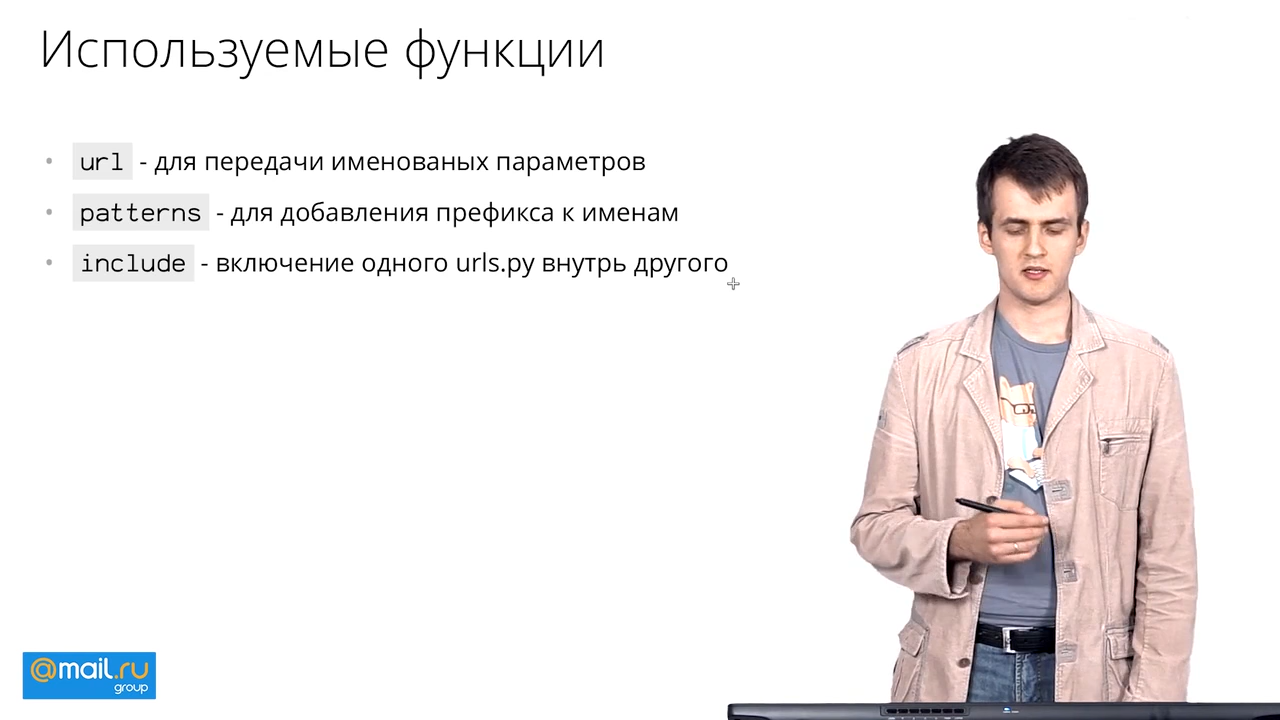 Используемые функции
url - для передачи именованых параметров
patterns - для добавления префикса к именам
include - включение одного urls.py внутрь другого
@mail.ru
group